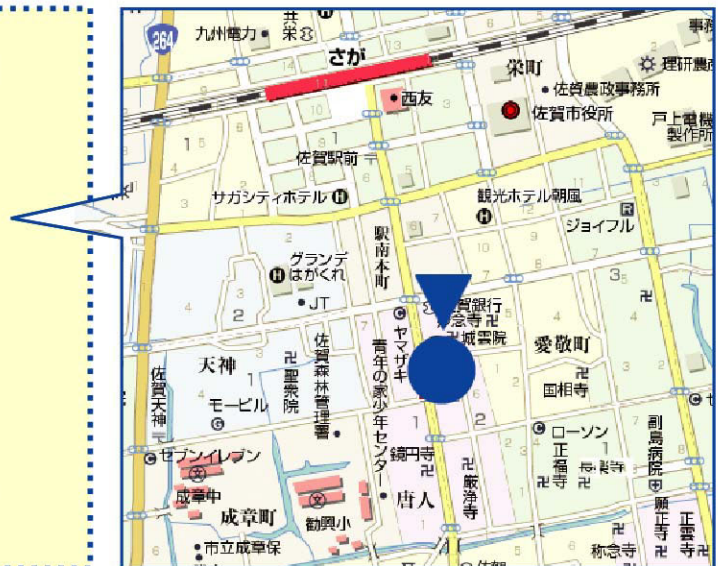 264
九州電力
共栄
さが
栄町
理研農
西友
佐賀農政事務所
佐賀市役所
戸上電機
製作所
佐賀駅前
サガシティホテル
観光ホテル朝風
ジョイフル
駅南本町
グランデ
はがくれ
JT
賀銀行
念寺
城雲院
ヤマザキ
愛敬町
天神
聖衆院
佐賀森林管理署
青年の家少年センター
国相寺
佐賀天神
モービル
セブンイレブン
鏡円寺
ローソン
正福寺
副島病院
成章中
成章町
勧興小
唐人
厳浄寺
願正寺
正雲寺
称念寺
市立成章保